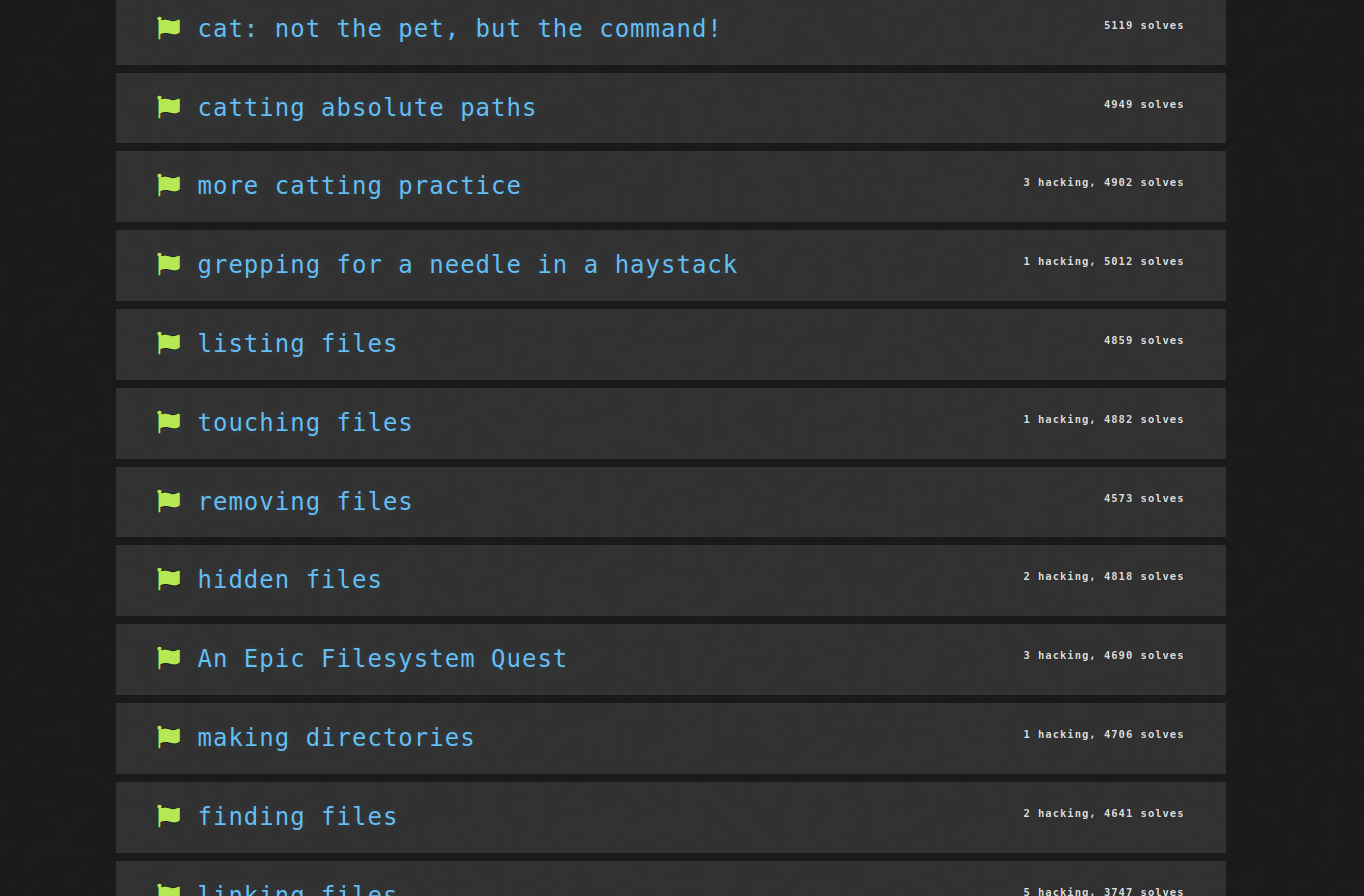 cat: not the pet, but the command! 5119 solves
catting absolute paths 4949 solves
more catting practice 3 hacking, 4902 solves
grepping for a needle in a haystack 1 hacking, 5012 solves
listing files 4859 solves
touching files 1 hacking, 4882 solves
removing files 4573 solves
hidden files 2 hacking, 4818 solves
An Epic Filesystem Quest 3 hacking, 4690 solves
making directories 1 hacking, 4706 solves
finding files 2 hacking, 4641 solves
linking files 5 hacking, 3747 solves